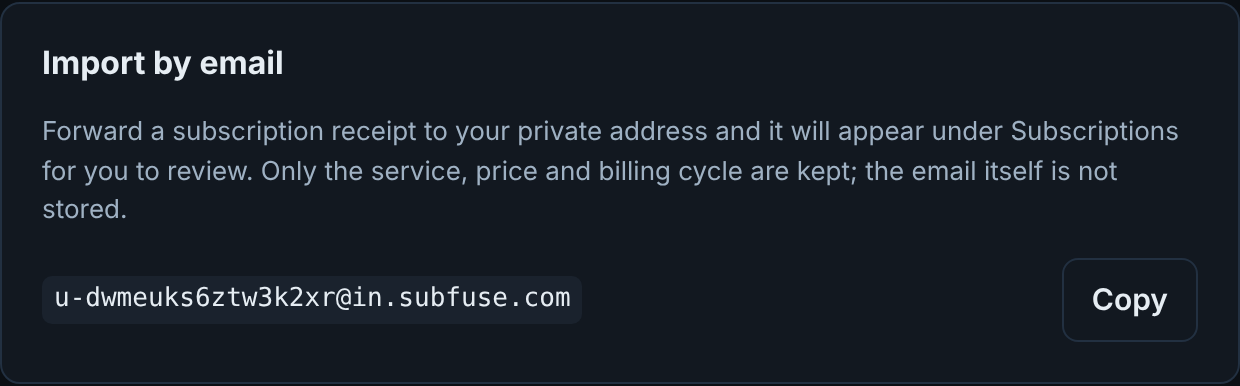 Import by email
Forward a subscription receipt to your private address and it will appear under Subscriptions
for you to review. Only the service, price and billing cycle are kept; the email itself is not
stored.
u-dwmeuks6ztw3k2xr@in.subfuse.com
Copy